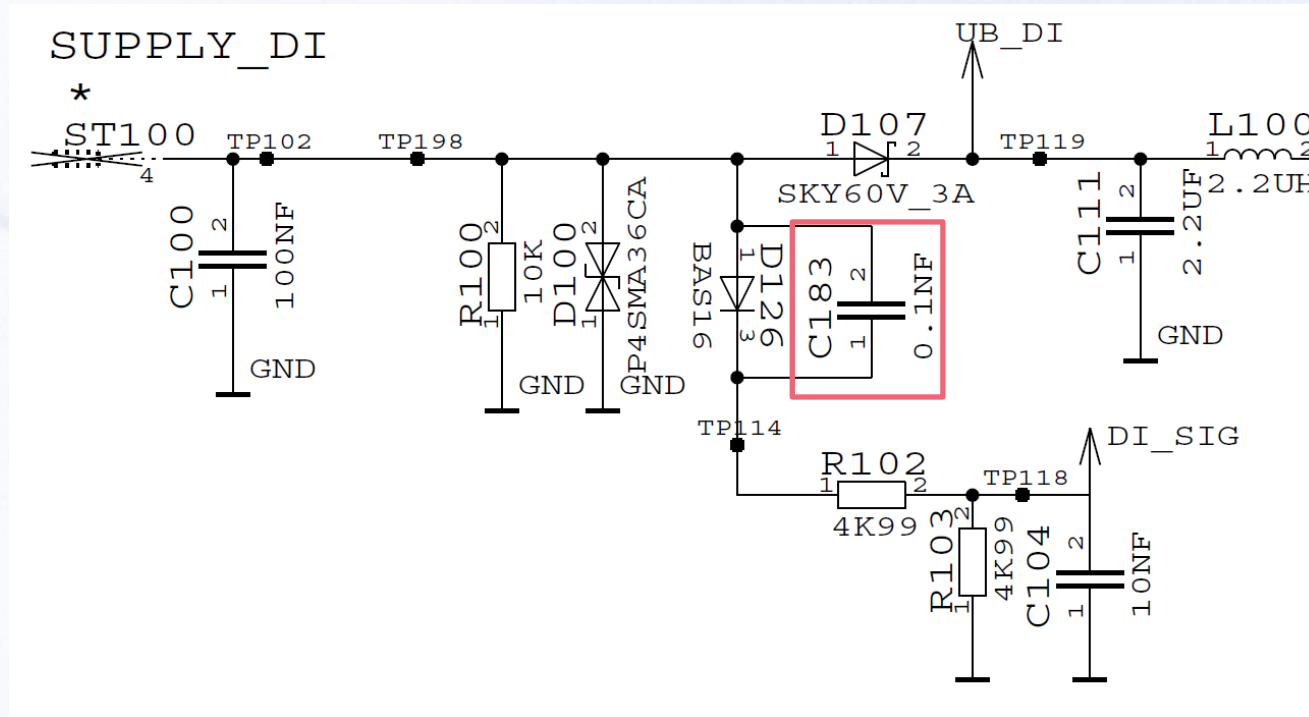 SUPPLY_DI
*
ST100
4
TP102
TP198
C100
2
1
100NF
GND
R100
2
1
10K
GND
D100
2
1
P4SMA36CA
GND
BAS16
D126
1
3
C183
2
1
0.1NF
D107
1
2
SKY60V_3A
UB_DI
TP119
C111
2
1
2.2UF
GND
L100
1
2
2.2UH
TP114
R102
1
2
4K99
TP118
DI_SIG
R103
2
1
4K99
C104
2
1
10NF